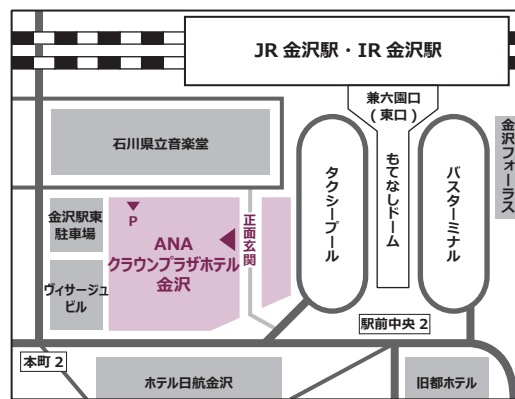 JR 金沢駅・IR 金沢駅
兼六園口
(東口)
石川県立音楽堂
タクシープール
もてなしドーム
バスターミナル
金沢フォーラス
金沢駅東
駐車場
P
正面玄関
ANA
クラウンプラザホテル
金沢
ヴィサージュ
ビル
駅前中央 2
本町 2
ホテル日航金沢
旧都ホテル